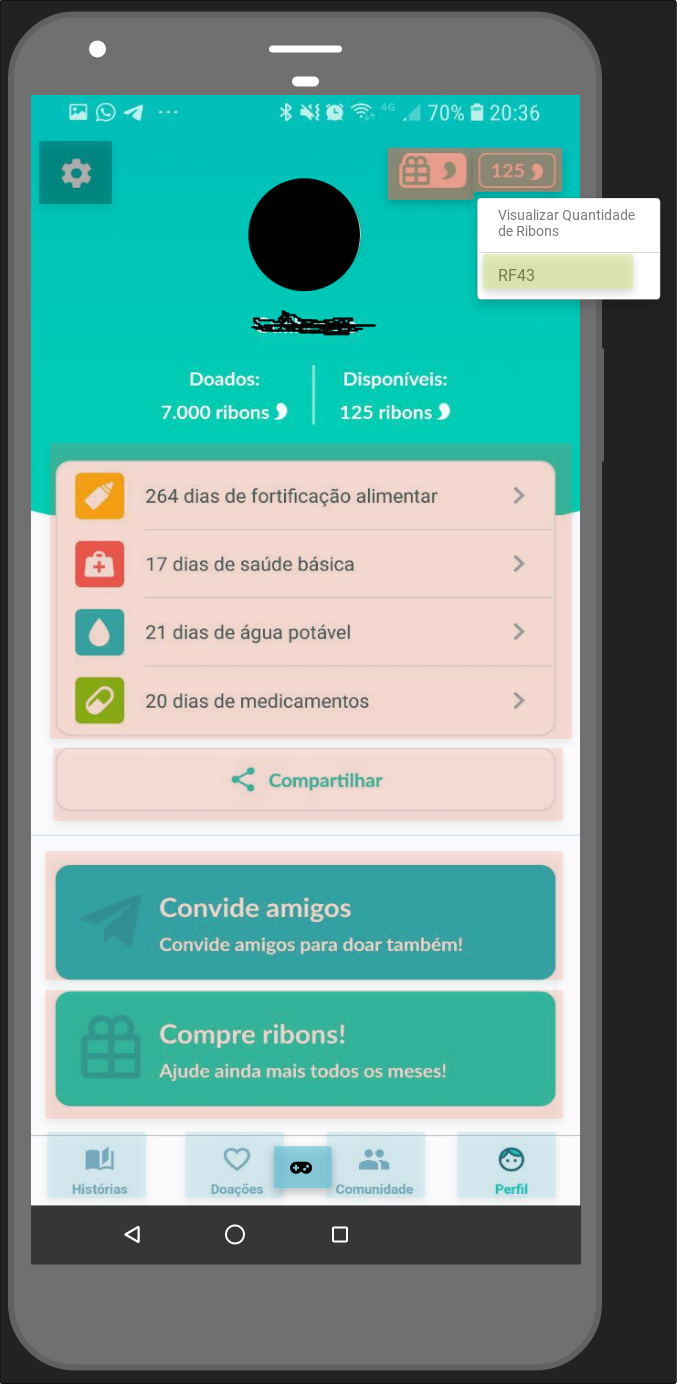 4G 70% 20:36
125
Visualizar Quantidade
de Ribons
RF43
Doados: Disponíveis:
7.000 ribons 125 ribons
264 dias de fortificação alimentar
17 dias de saúde básica
21 dias de água potável
20 dias de medicamentos
Compartilhar
Convide amigos
Convide amigos para doar também!
Compre ribons!
Ajude ainda mais todos os meses!
Histórias Doações Comunidade Perfil